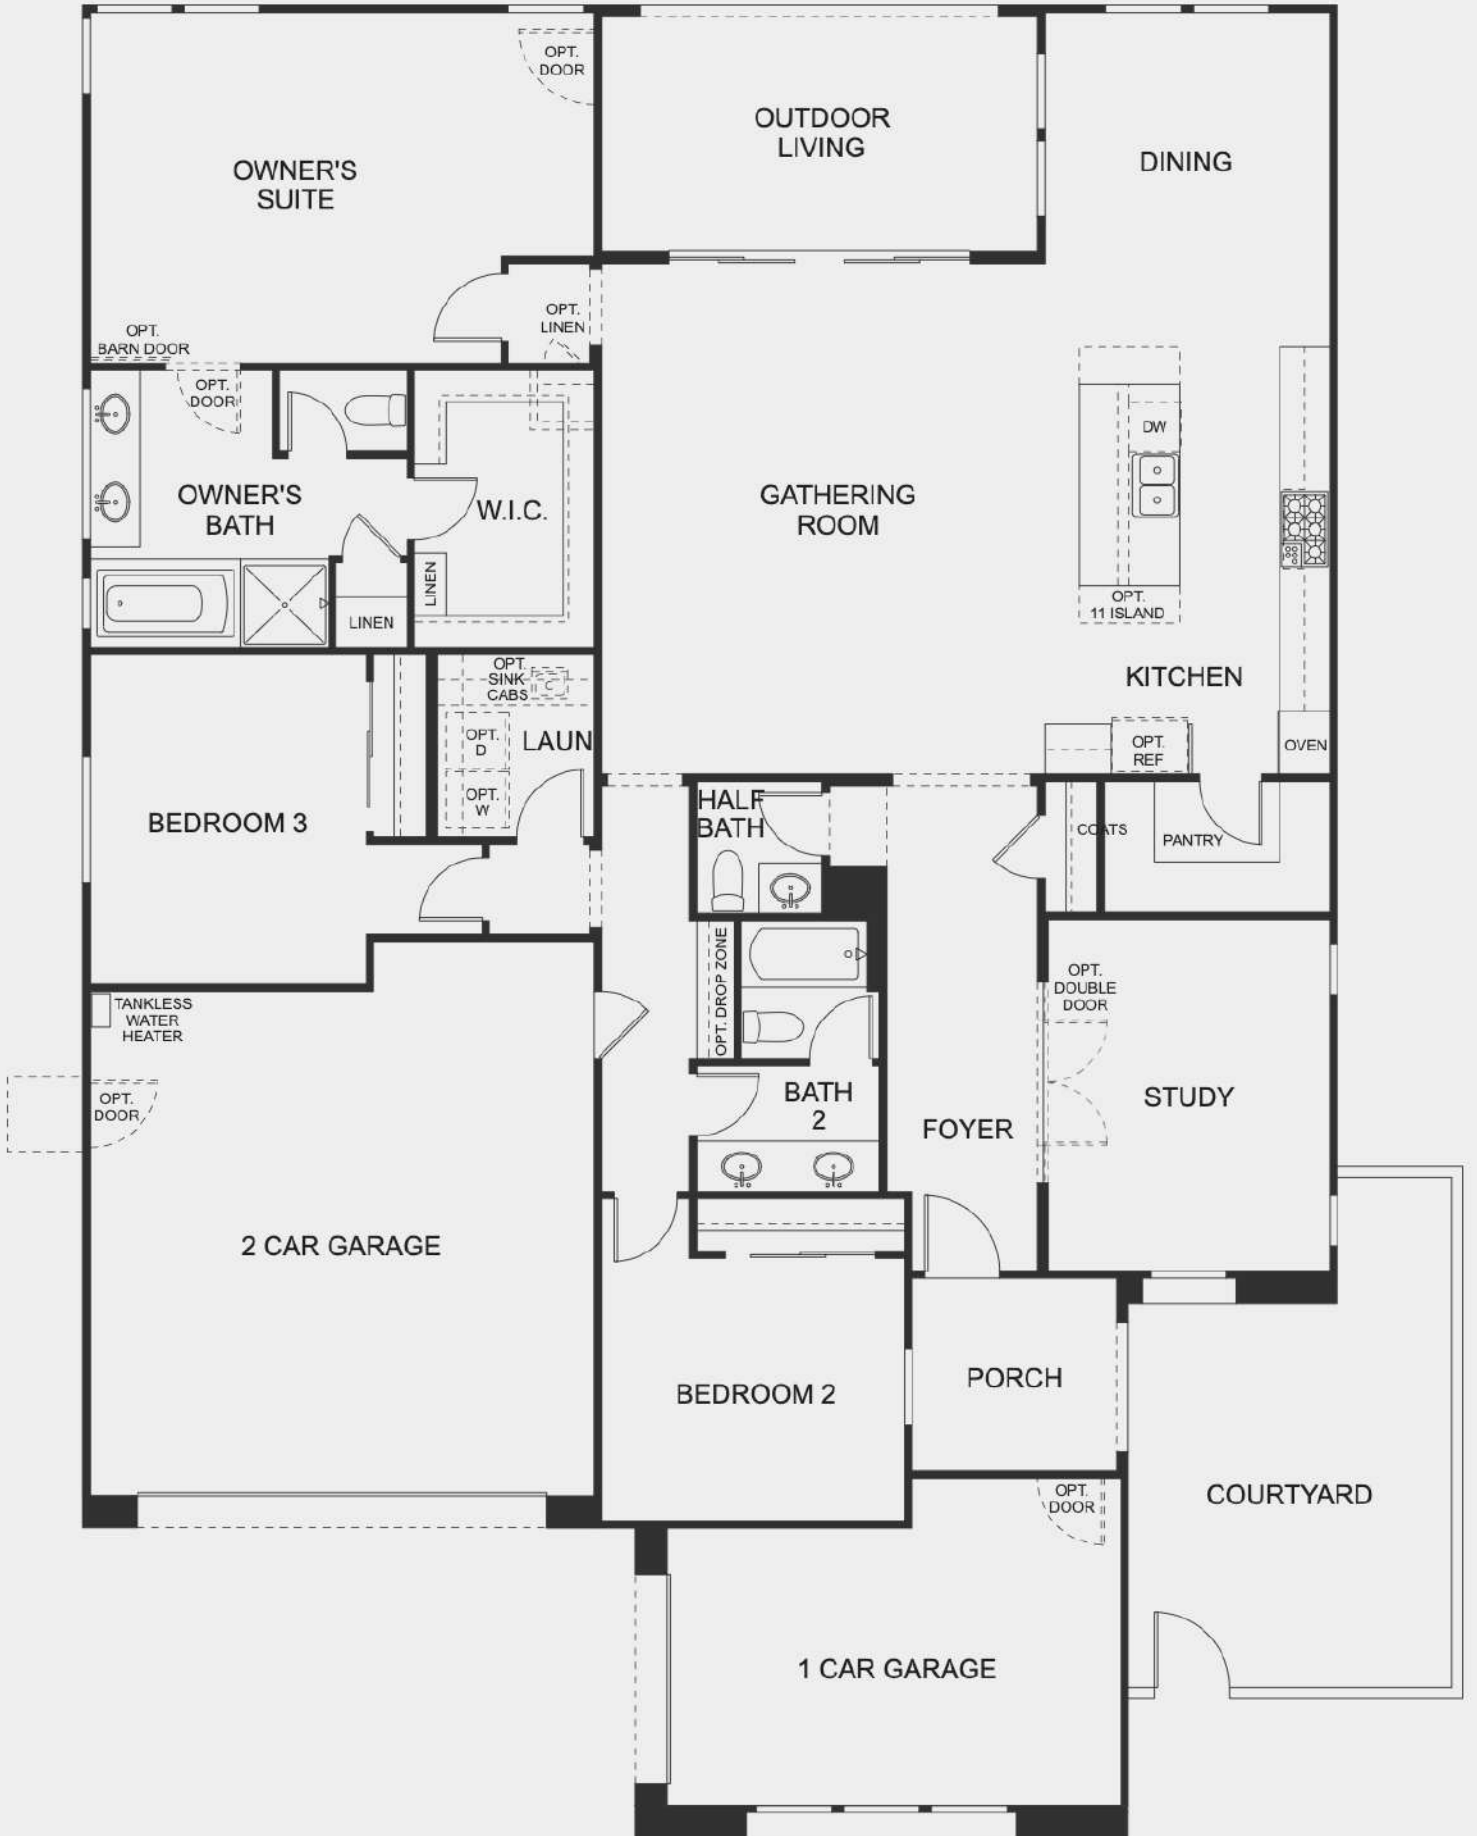 OPT.
DOOR
OUTDOOR
LIVING
OWNER'S
SUITE
DINING
OPT.
LINEN
OPT.
BARN DOOR
OPT.
DOOR
DW
OWNER'S
BATH
W.I.C.
GATHERING
ROOM
LINEN
LINEN
OPT.
11 ISLAND
OPT.
SINK
CABS
C
KITCHEN
OPT.
D
LAUN
OPT.
REF
OVEN
OPT.
W
HALF
BATH
BEDROOM 3
COATS
PANTRY
OPT. DROP ZONE
OPT.
DOUBLE
DOOR
TANKLESS
WATER
HEATER
OPT.
DOOR
BATH
2
STUDY
FOYER
2 CAR GARAGE
PORCH
BEDROOM 2
OPT.
DOOR
COURTYARD
1 CAR GARAGE